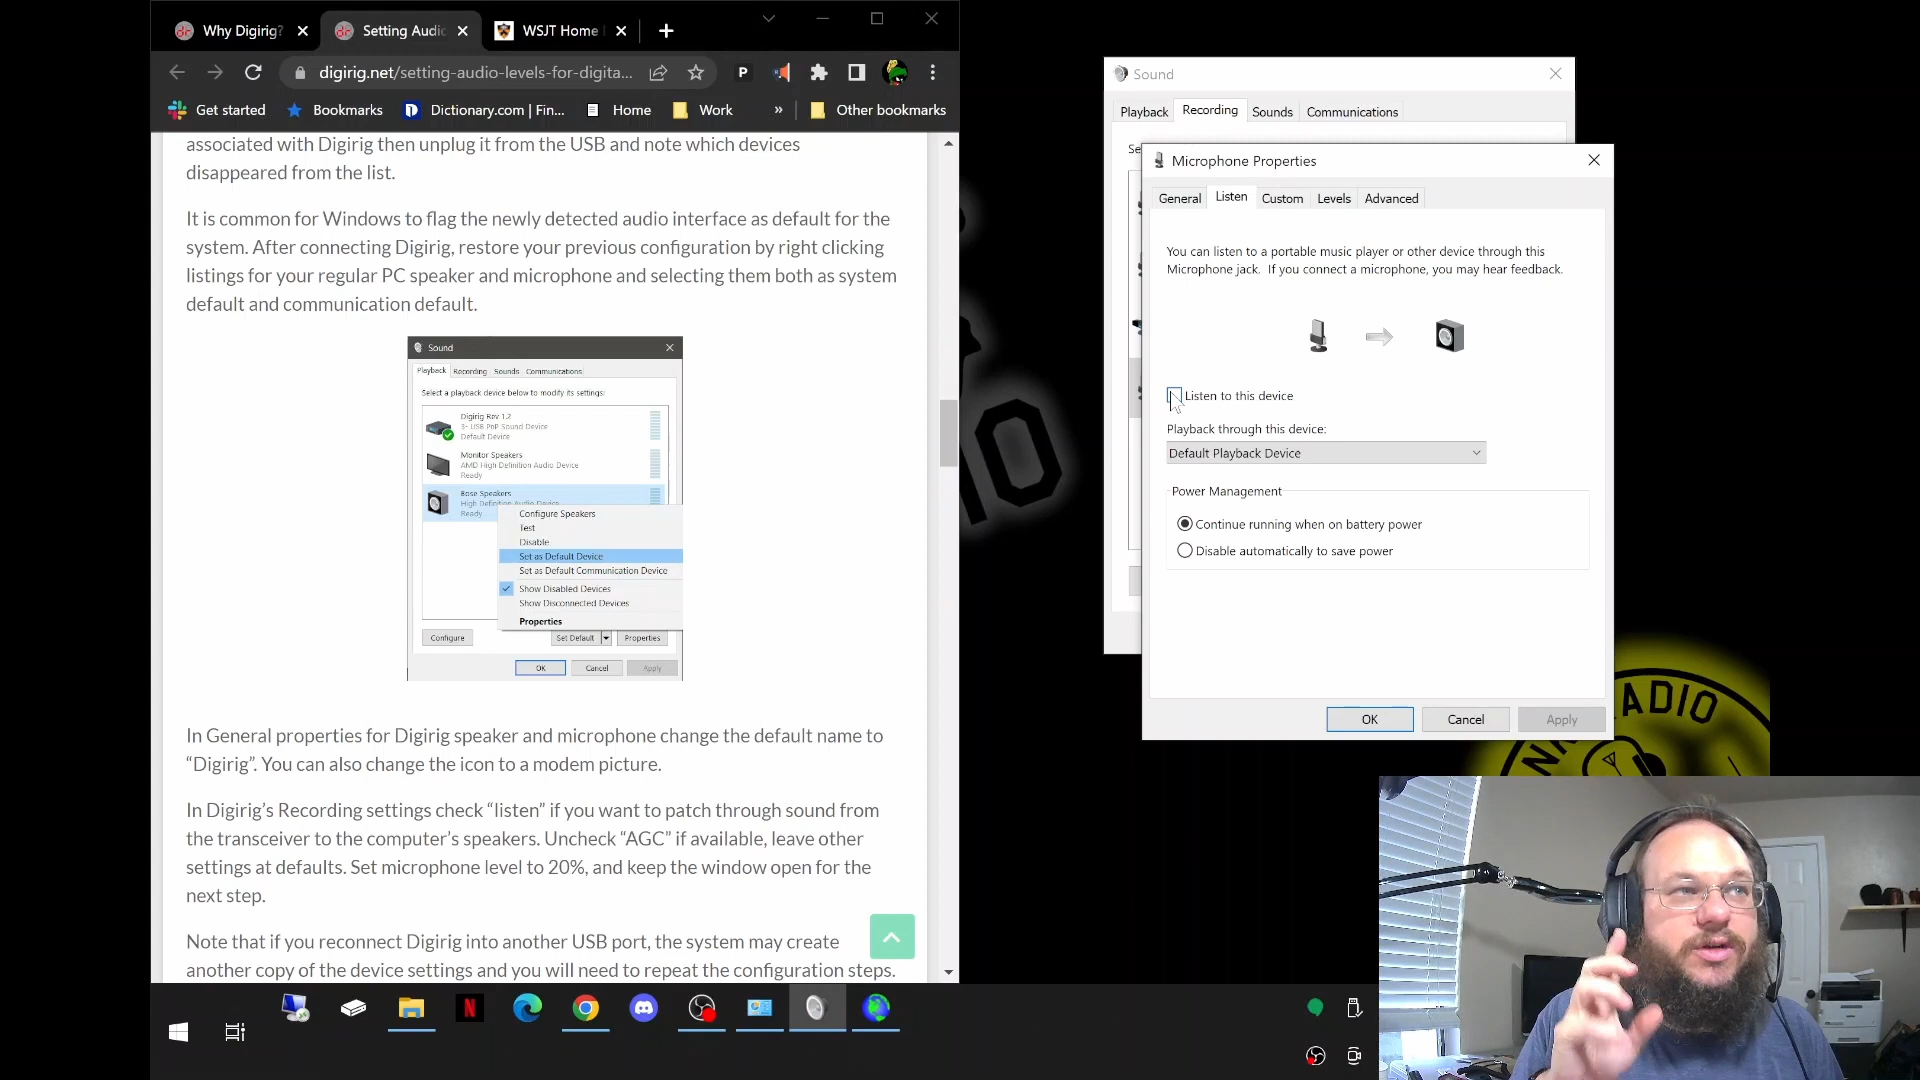 Why Digirig?
Setting Audio
WSJT Home
digirig.net/setting-audio-levels-for-digita...
Get started
Bookmarks
Dictionary.com | Fin...
Home
Work
»
Other bookmarks
associated with Digirig then unplug it from the USB and note which devices
disappeared from the list.
It is common for Windows to flag the newly detected audio interface as default for the
system. After connecting Digirig, restore your previous configuration by right clicking
listings for your regular PC speaker and microphone and selecting them both as system
default and communication default.
Sound
Playback Recording Sounds Communications
Select a playback device below to modify its settings:
Digirig Rev 1.2
3- USB PnP Sound Device
Default Device
Monitor Speakers
AMD High Definition Audio Device
Ready
Bose Speakers
High Definition Audio Device
Ready
Configure Speakers
Test
Disable
Set as Default Device
Set as Default Communication Device
Show Disabled Devices
Show Disconnected Devices
Properties
Configure
Set Default
Properties
OK
Cancel
Apply
In General properties for Digirig speaker and microphone change the default name to
“Digirig”. You can also change the icon to a modem picture.
In Digirig’s Recording settings check “listen” if you want to patch through sound from
the transceiver to the computer’s speakers. Uncheck “AGC” if available, leave other
settings at defaults. Set microphone level to 20%, and keep the window open for the
next step.
Note that if you reconnect Digirig into another USB port, the system may create
another copy of the device settings and you will need to repeat the configuration steps.
Sound
Playback Recording Sounds Communications
Se
Microphone Properties
General Listen Custom Levels Advanced
You can listen to a portable music player or other device through this
Microphone jack. If you connect a microphone, you may hear feedback.
Listen to this device
Playback through this device:
Default Playback Device
Power Management
Continue running when on battery power
Disable automatically to save power
OK
Cancel
Apply